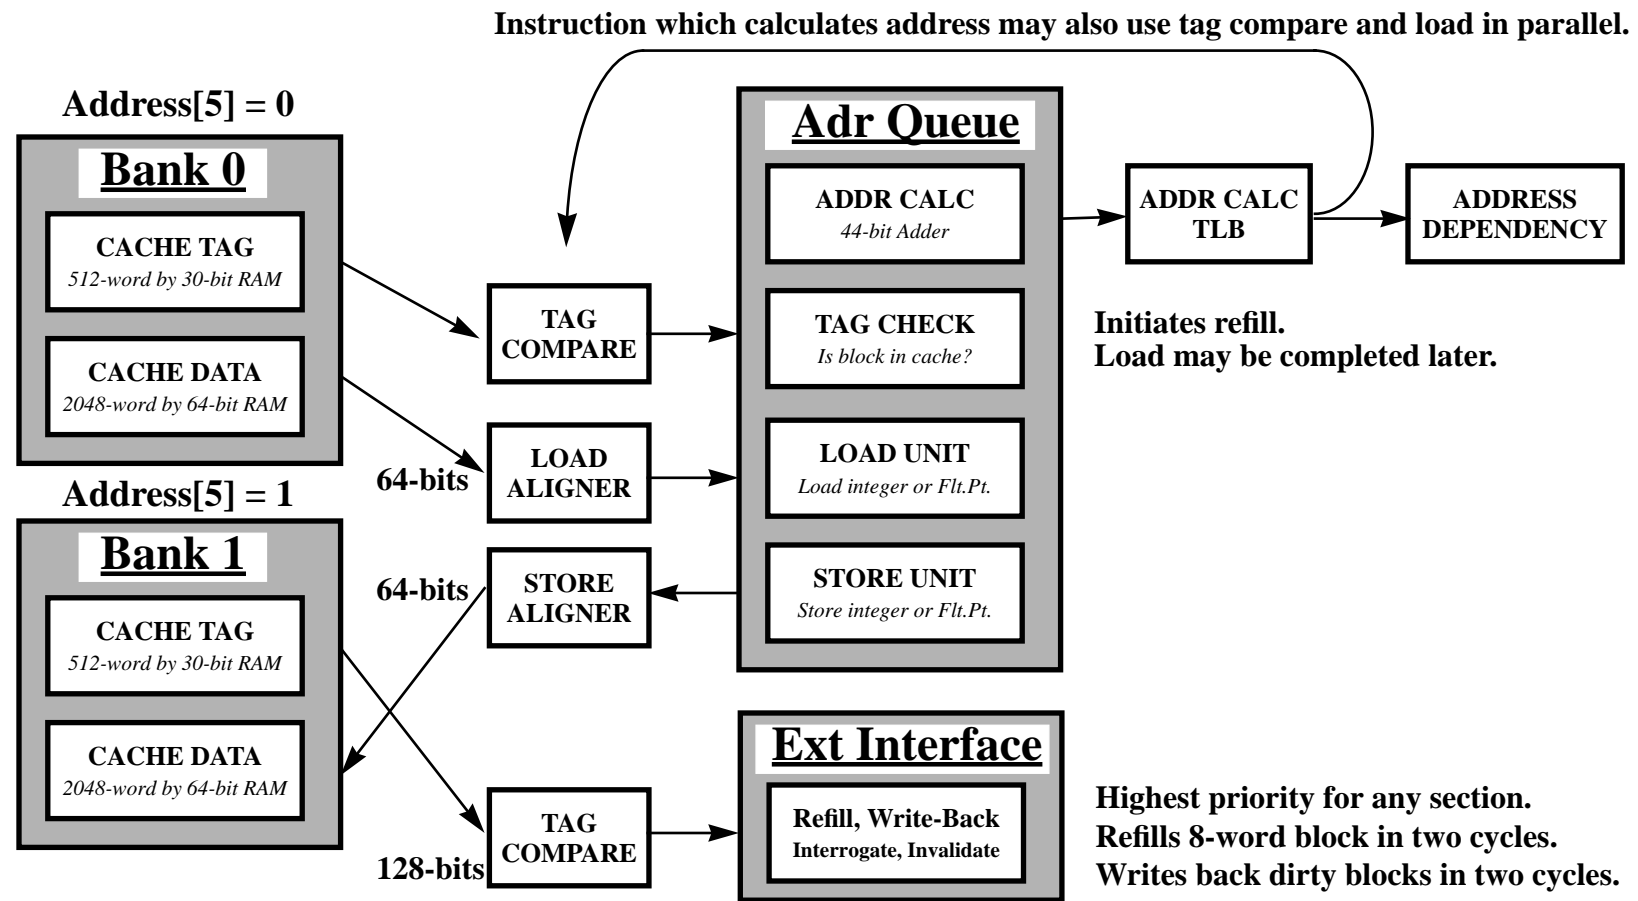 Instruction which calculates address may also use tag compare and load in parallel.
Address[5] = 0
Bank 0
CACHE TAG
512-word by 30-bit RAM
CACHE DATA
2048-word by 64-bit RAM
Address[5] = 1
Bank 1
CACHE TAG
512-word by 30-bit RAM
CACHE DATA
2048-word by 64-bit RAM
TAG
COMPARE
64-bits
LOAD
ALIGNER
64-bits
STORE
ALIGNER
128-bits
TAG
COMPARE
Adr Queue
ADDR CALC
44-bit Adder
TAG CHECK
Is block in cache?
LOAD UNIT
Load integer or Flt.Pt.
STORE UNIT
Store integer or Flt.Pt.
Ext Interface
Refill, Write-Back
Interrogate, Invalidate
ADDR CALC
TLB
ADDRESS
DEPENDENCY
Initiates refill.
Load may be completed later.
Highest priority for any section.
Refills 8-word block in two cycles.
Writes back dirty blocks in two cycles.